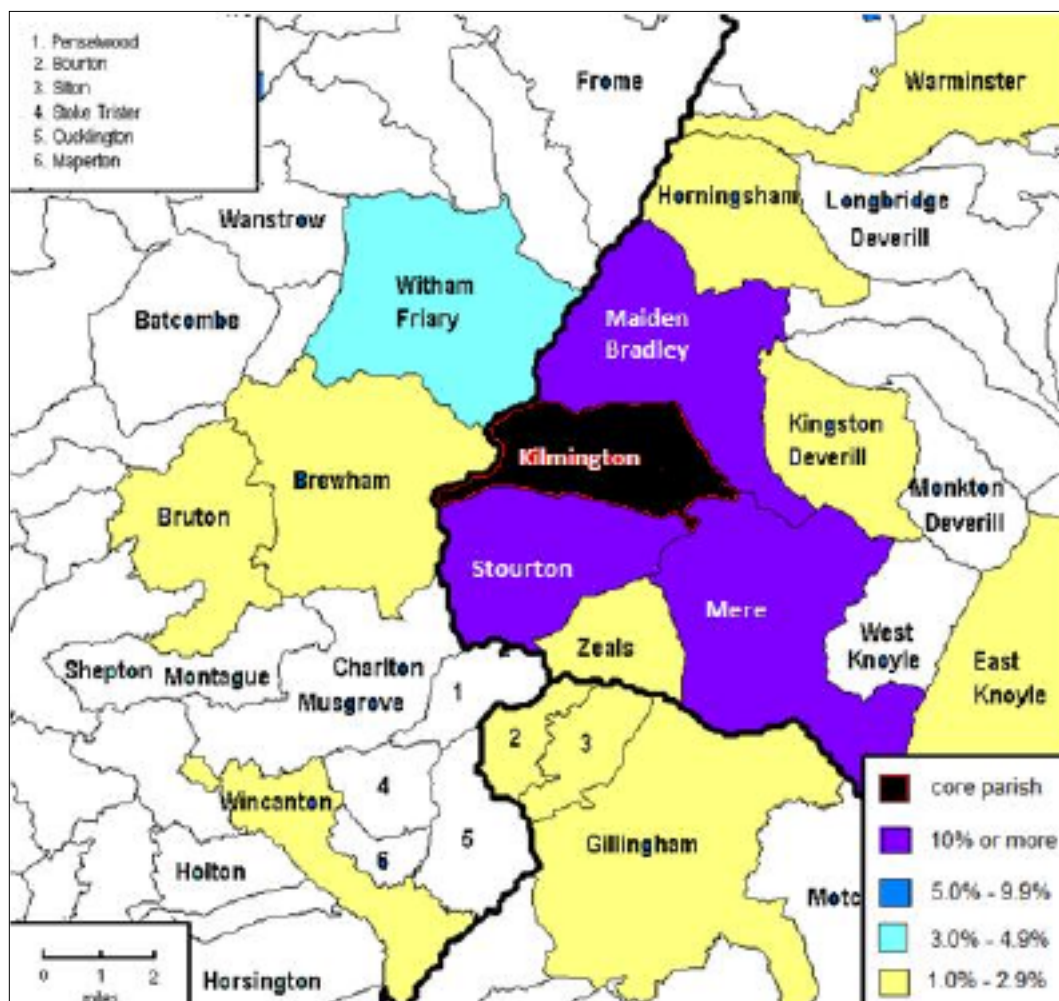 1. Penselwood
2. Bourton
3. Silton
4. Stoke Trister
5. Cucklington
6. Maperton
Frome
Warminster
Horningsham
Longbridge
Deverill
Wanstrow
Witham
Friary
Batcombe
Maiden
Bradley
Kingston
Deverill
Kilmington
Brewham
Bruton
Monkton
Deverill
Stourton
Mere
West
Knoyle
East
Knoyle
Zeals
Shepton Montague
Charlton
Musgrove
1
2
3
4
5
6
Wincanton
Gillingham
Holton
Horsington
core parish
10% or more
5.0% - 9.9%
3.0% - 4.9%
1.0% - 2.9%
0 1 2
miles